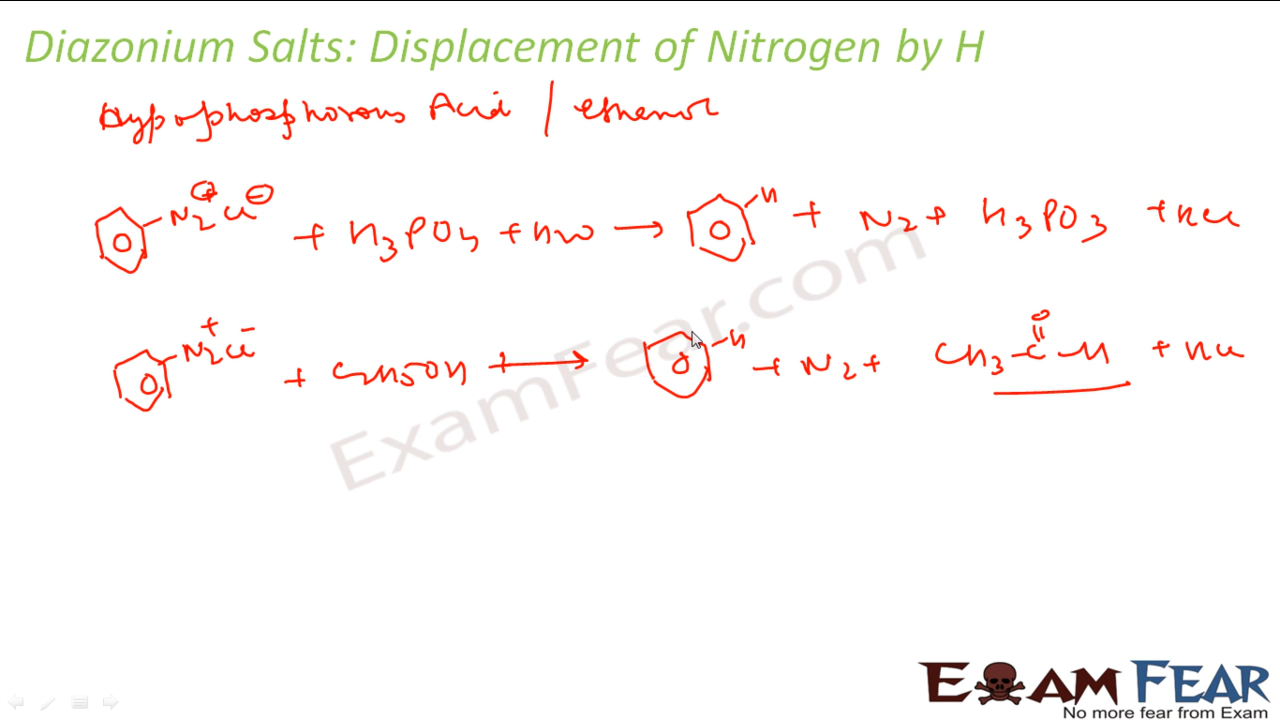 Diazonium Salts: Displacement of Nitrogen by H
Hypophosphorous Acid / ethanol
N2⊕ Cl⊖ + H3PO2 + H2O → H + N2 + H3PO3 + HCl
N2+ Cl- + C2H5OH → H + N2 + CH3-C-H + HCl
O
ExamFear.com
EXAM FEAR
No more fear from Exam